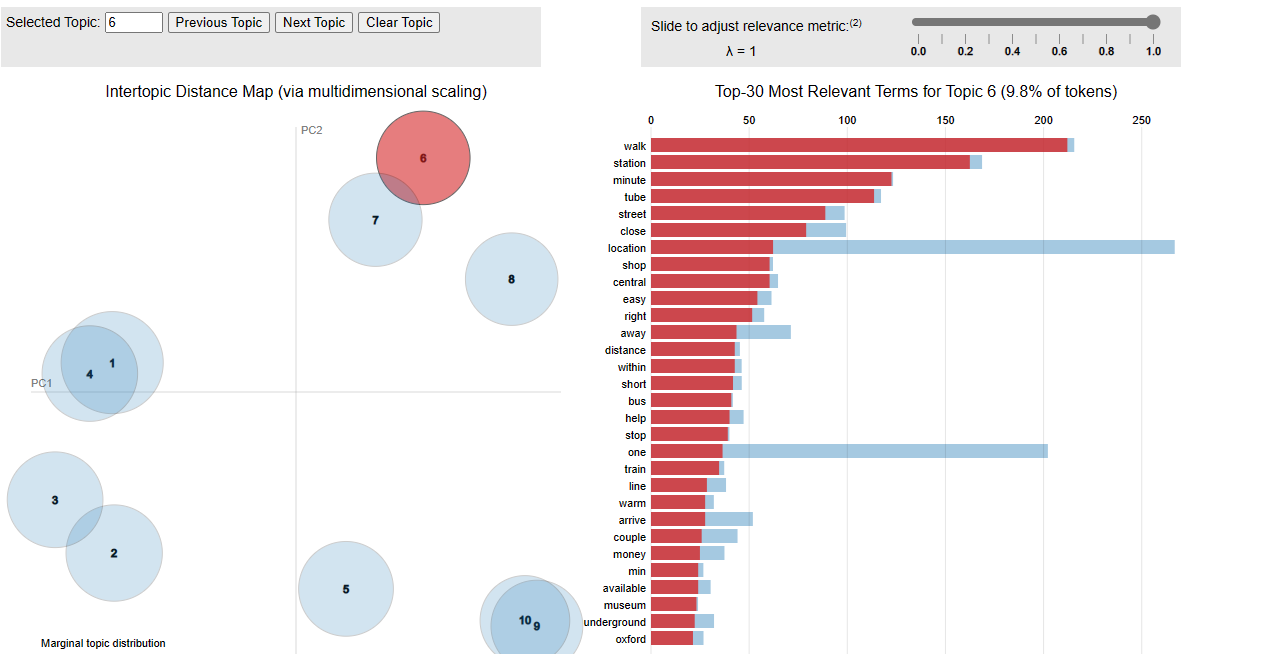 Selected Topic: 6 Previous Topic Next Topic Clear Topic
Slide to adjust relevance metric:(2)
λ = 1
0.0 0.2 0.4 0.6 0.8 1.0
Intertopic Distance Map (via multidimensional scaling)
PC2
6
7
8
1
4
PC1
3
2
5
10
9
Marginal topic distribution
Top-30 Most Relevant Terms for Topic 6 (9.8% of tokens)
0 50 100 150 200 250
walk
station
minute
tube
street
close
location
shop
central
easy
right
away
distance
within
short
bus
help
stop
one
train
line
warm
arrive
couple
money
min
available
museum
underground
oxford